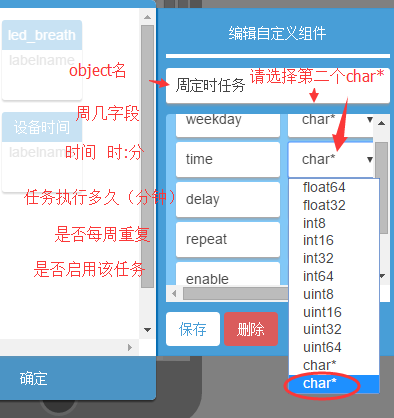 led_breath
labelname
设备时间
labelname
确定
object名
周几字段
时间 时:分
任务执行多久（分钟）
是否每周重复
是否启用该任务
编辑自定义组件
周定时任务
请选择第二个char*
weekday char*
time char*
delay
repeat
enable
float64
float32
int8
int16
int32
int64
uint8
uint16
uint32
uint64
char*
char*
保存 删除